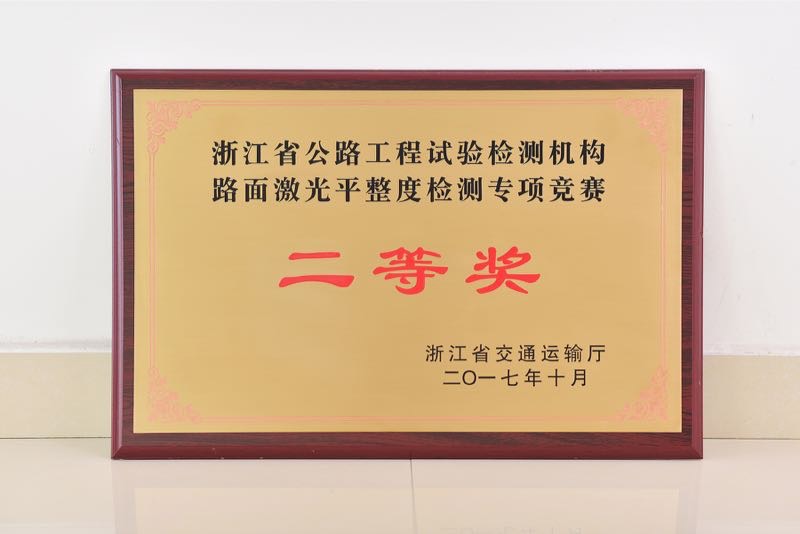 浙江省公路工程试验检测机构
路面激光平整度检测专项竞赛
二等奖
浙江省交通运输厅
二〇一七年十月